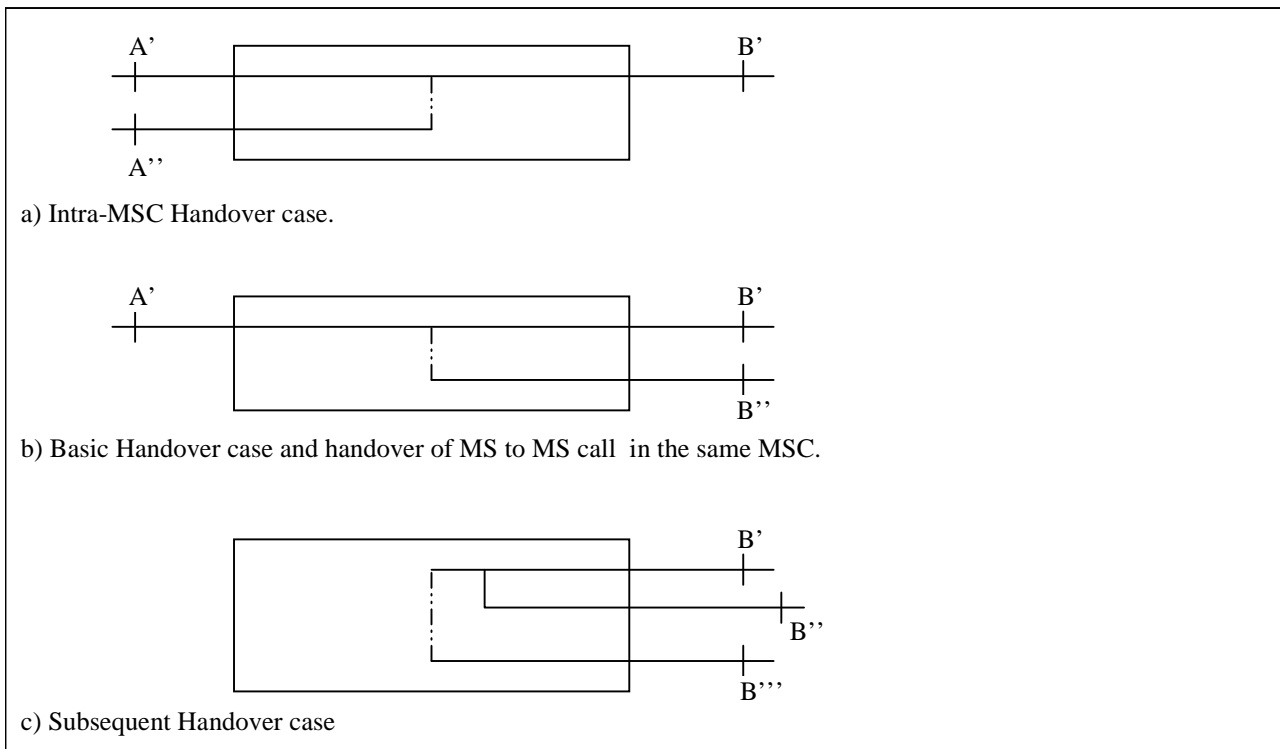 A’ B’
A’’
a) Intra-MSC Handover case.
A’ B’
B’’
b) Basic Handover case and handover of MS to MS call in the same MSC.
B’
B’’
B’’’
c) Subsequent Handover case